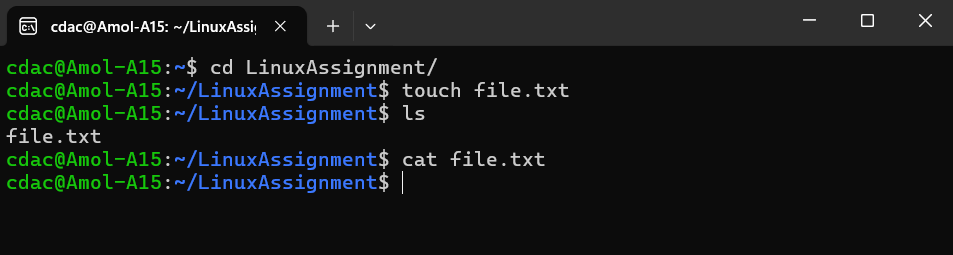 cdac@Amol-A15: ~/LinuxAssi
cdac@Amol-A15:~$ cd LinuxAssignment/
cdac@Amol-A15:~/LinuxAssignment$ touch file.txt
cdac@Amol-A15:~/LinuxAssignment$ ls
file.txt
cdac@Amol-A15:~/LinuxAssignment$ cat file.txt
cdac@Amol-A15:~/LinuxAssignment$